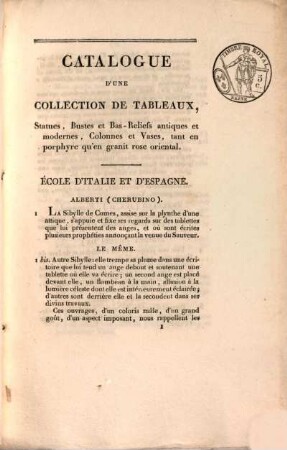 CATALOGUE
D'UNE
COLLECTION DE TABLEAUX,
Statues, Bustes et Bas-Reliefs antiques et
modernes, Colonnes et Vases, tant en
porphyre qu'en granit rose oriental.
ÉCOLE D'ITALIE ET D'ESPAGNE.
ALBERTI (CHERUBINO).
1 LA Sibylle de Cumes, assise sur la plynthe d'une
attique, s'appuie et fixe ses regards sur des tablettes
que lui présentent des anges, et où sont écrites
plusieurs prophéties annonçant la venue du Sauveur.
LE MÊME.
1 bis. Autre Sibylle: elle trempe sa plume dans une écri-
toire que lui tend un ange debout et soutenant une
tablette où elle va écrire; un second ange est placé
devant elle, un flambeau à la main, allusion à la
lumière céleste dont elle est intérieurement éclairée;
d'autres sont derrière elle et la secondent dans ses
divins travaux.
Ces ouvrages, d'un coloris mâle, d'un grand
goût, d'un aspect imposant, nous rappellent les
1
TIMBRE ROYAL
5
c.